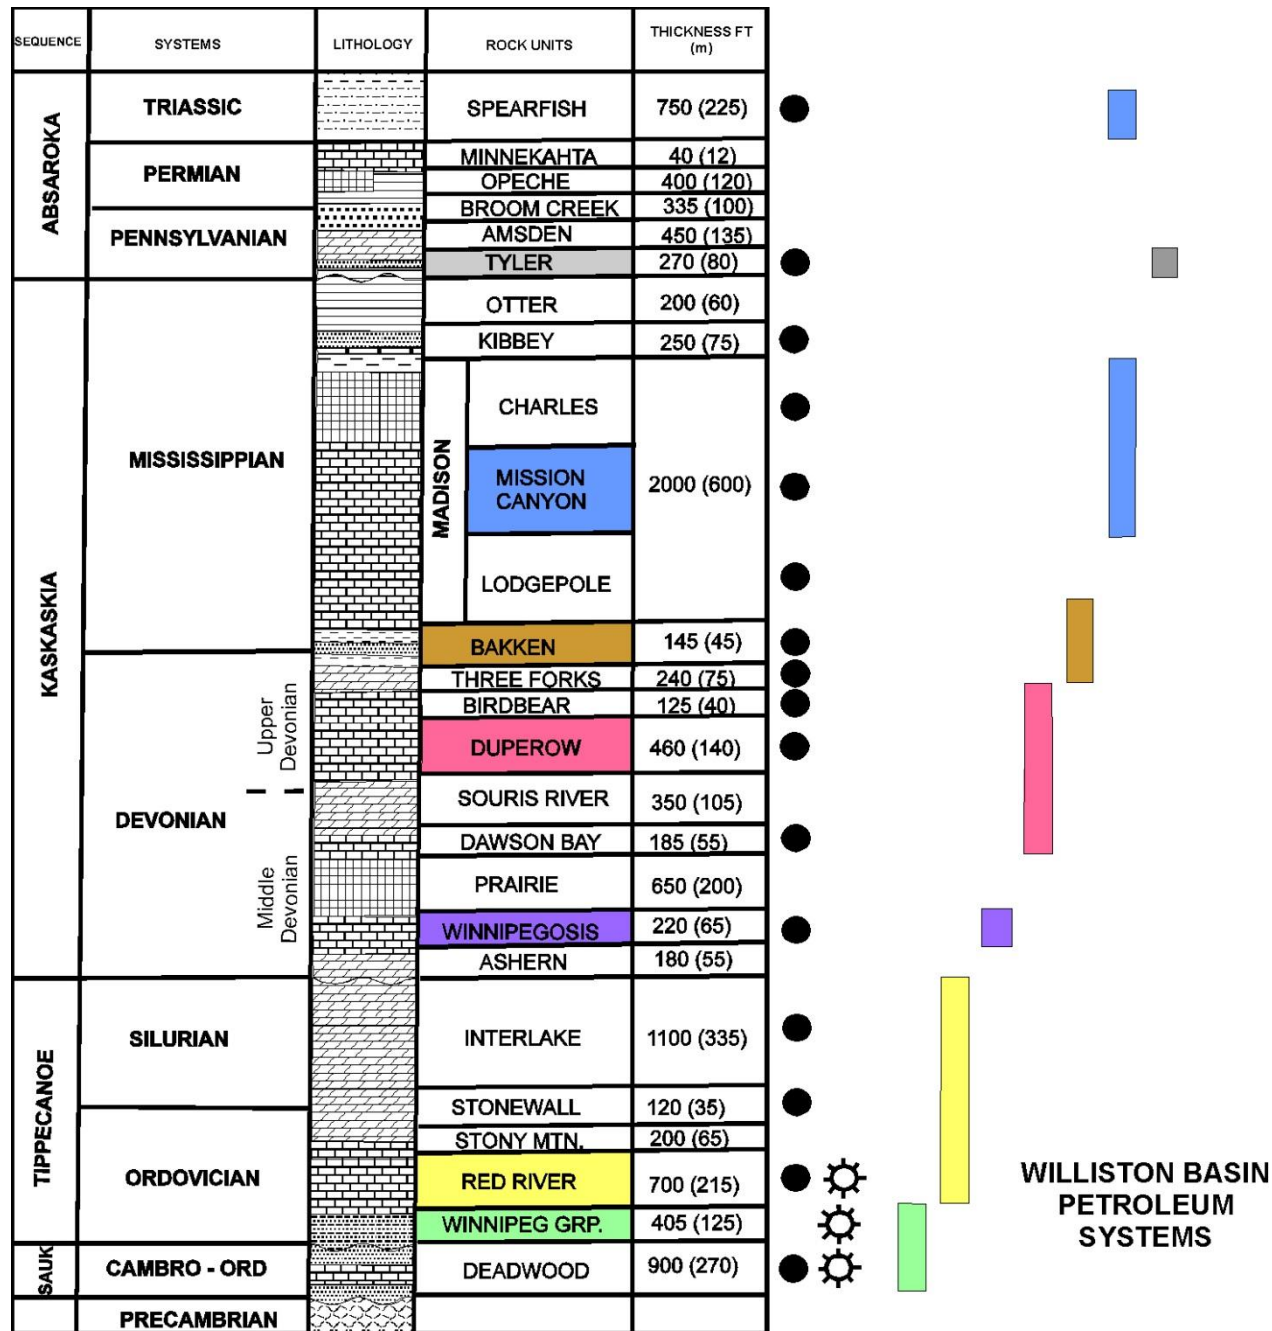 SEQUENCE SYSTEMS LITHOLOGY ROCK UNITS THICKNESS FT
(m)
ABSAROKA
TRIASSIC SPEARFISH 750 (225)
PERMIAN MINNEKAHTA 40 (12)
OPECHE 400 (120)
BROOM CREEK 335 (100)
PENNSYLVANIAN AMSDEN 450 (135)
TYLER 270 (80)
KASKASKIA
MISSISSIPPIAN OTTER 200 (60)
KIBBEY 250 (75)
MADISON
CHARLES
MISSION
CANYON
2000 (600)
LODGEPOLE
BAKKEN 145 (45)
DEVONIAN
Upper
Devonian
THREE FORKS 240 (75)
BIRDBEAR 125 (40)
DUPEROW 460 (140)
Middle
Devonian
SOURIS RIVER 350 (105)
DAWSON BAY 185 (55)
PRAIRIE 650 (200)
WINNIPEGOSIS 220 (65)
ASHERN 180 (55)
TIPPECANOE
SILURIAN INTERLAKE 1100 (335)
STONEWALL 120 (35)
ORDOVICIAN STONY MTN. 200 (65)
RED RIVER 700 (215)
WINNIPEG GRP. 405 (125)
SAUK
CAMBRO - ORD DEADWOOD 900 (270)
PRECAMBRIAN
WILLISTON BASIN
PETROLEUM
SYSTEMS